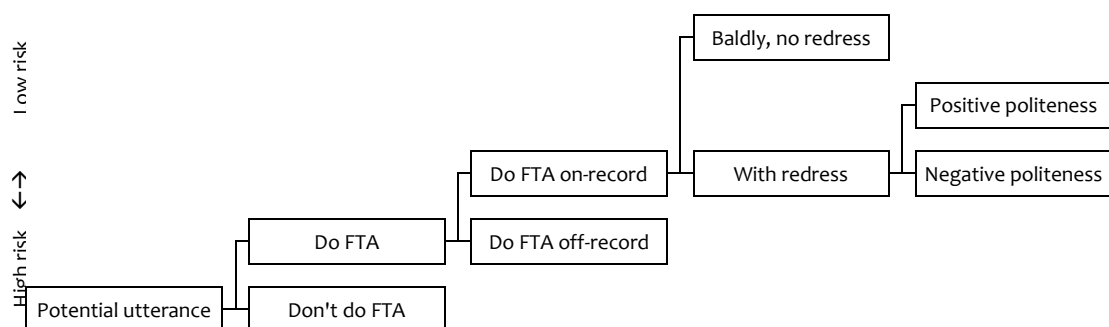 Baldly, no redress
Low risk
Positive politeness
Do FTA on-record
With redress
Negative politeness
Do FTA
Do FTA off-record
High risk
Potential utterance
Don't do FTA